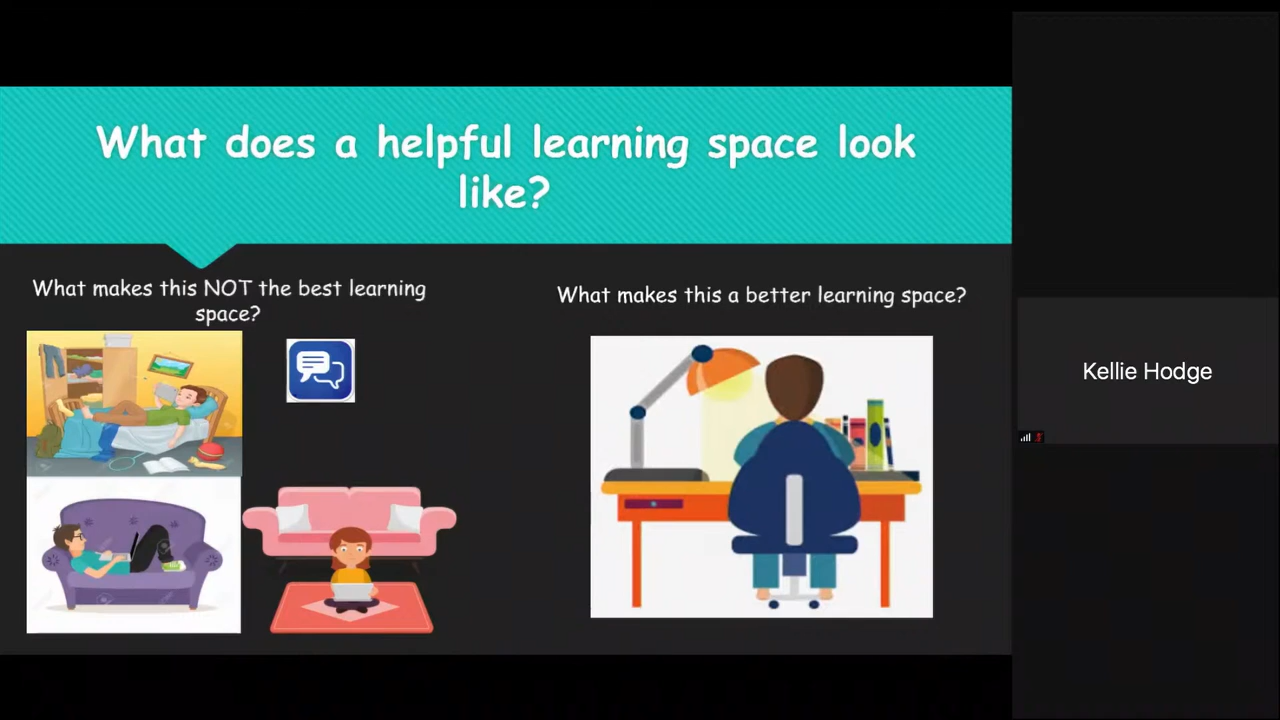 What does a helpful learning space look
like?
What makes this NOT the best learning
space?
What makes this a better learning space?
Kellie Hodge